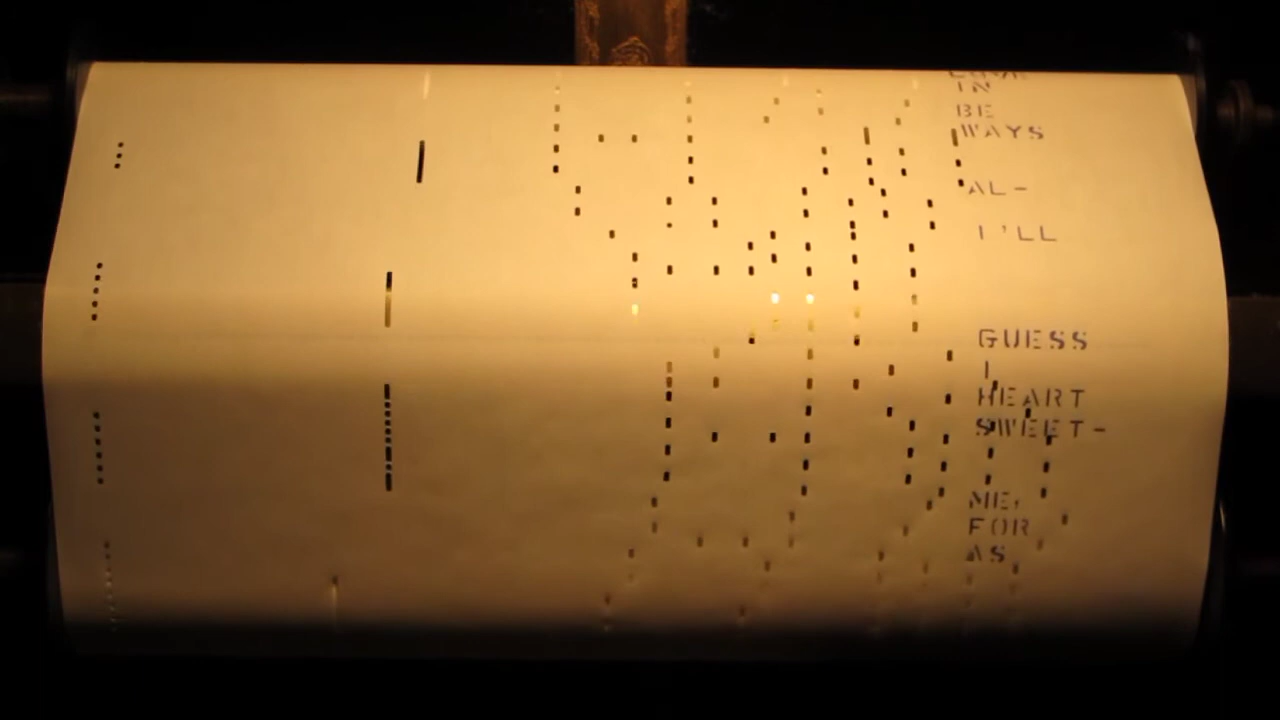 IN
BE
WAYS
AL-
I'LL
GUESS
I
HEART
SWEET-
ME,
FOR
AS